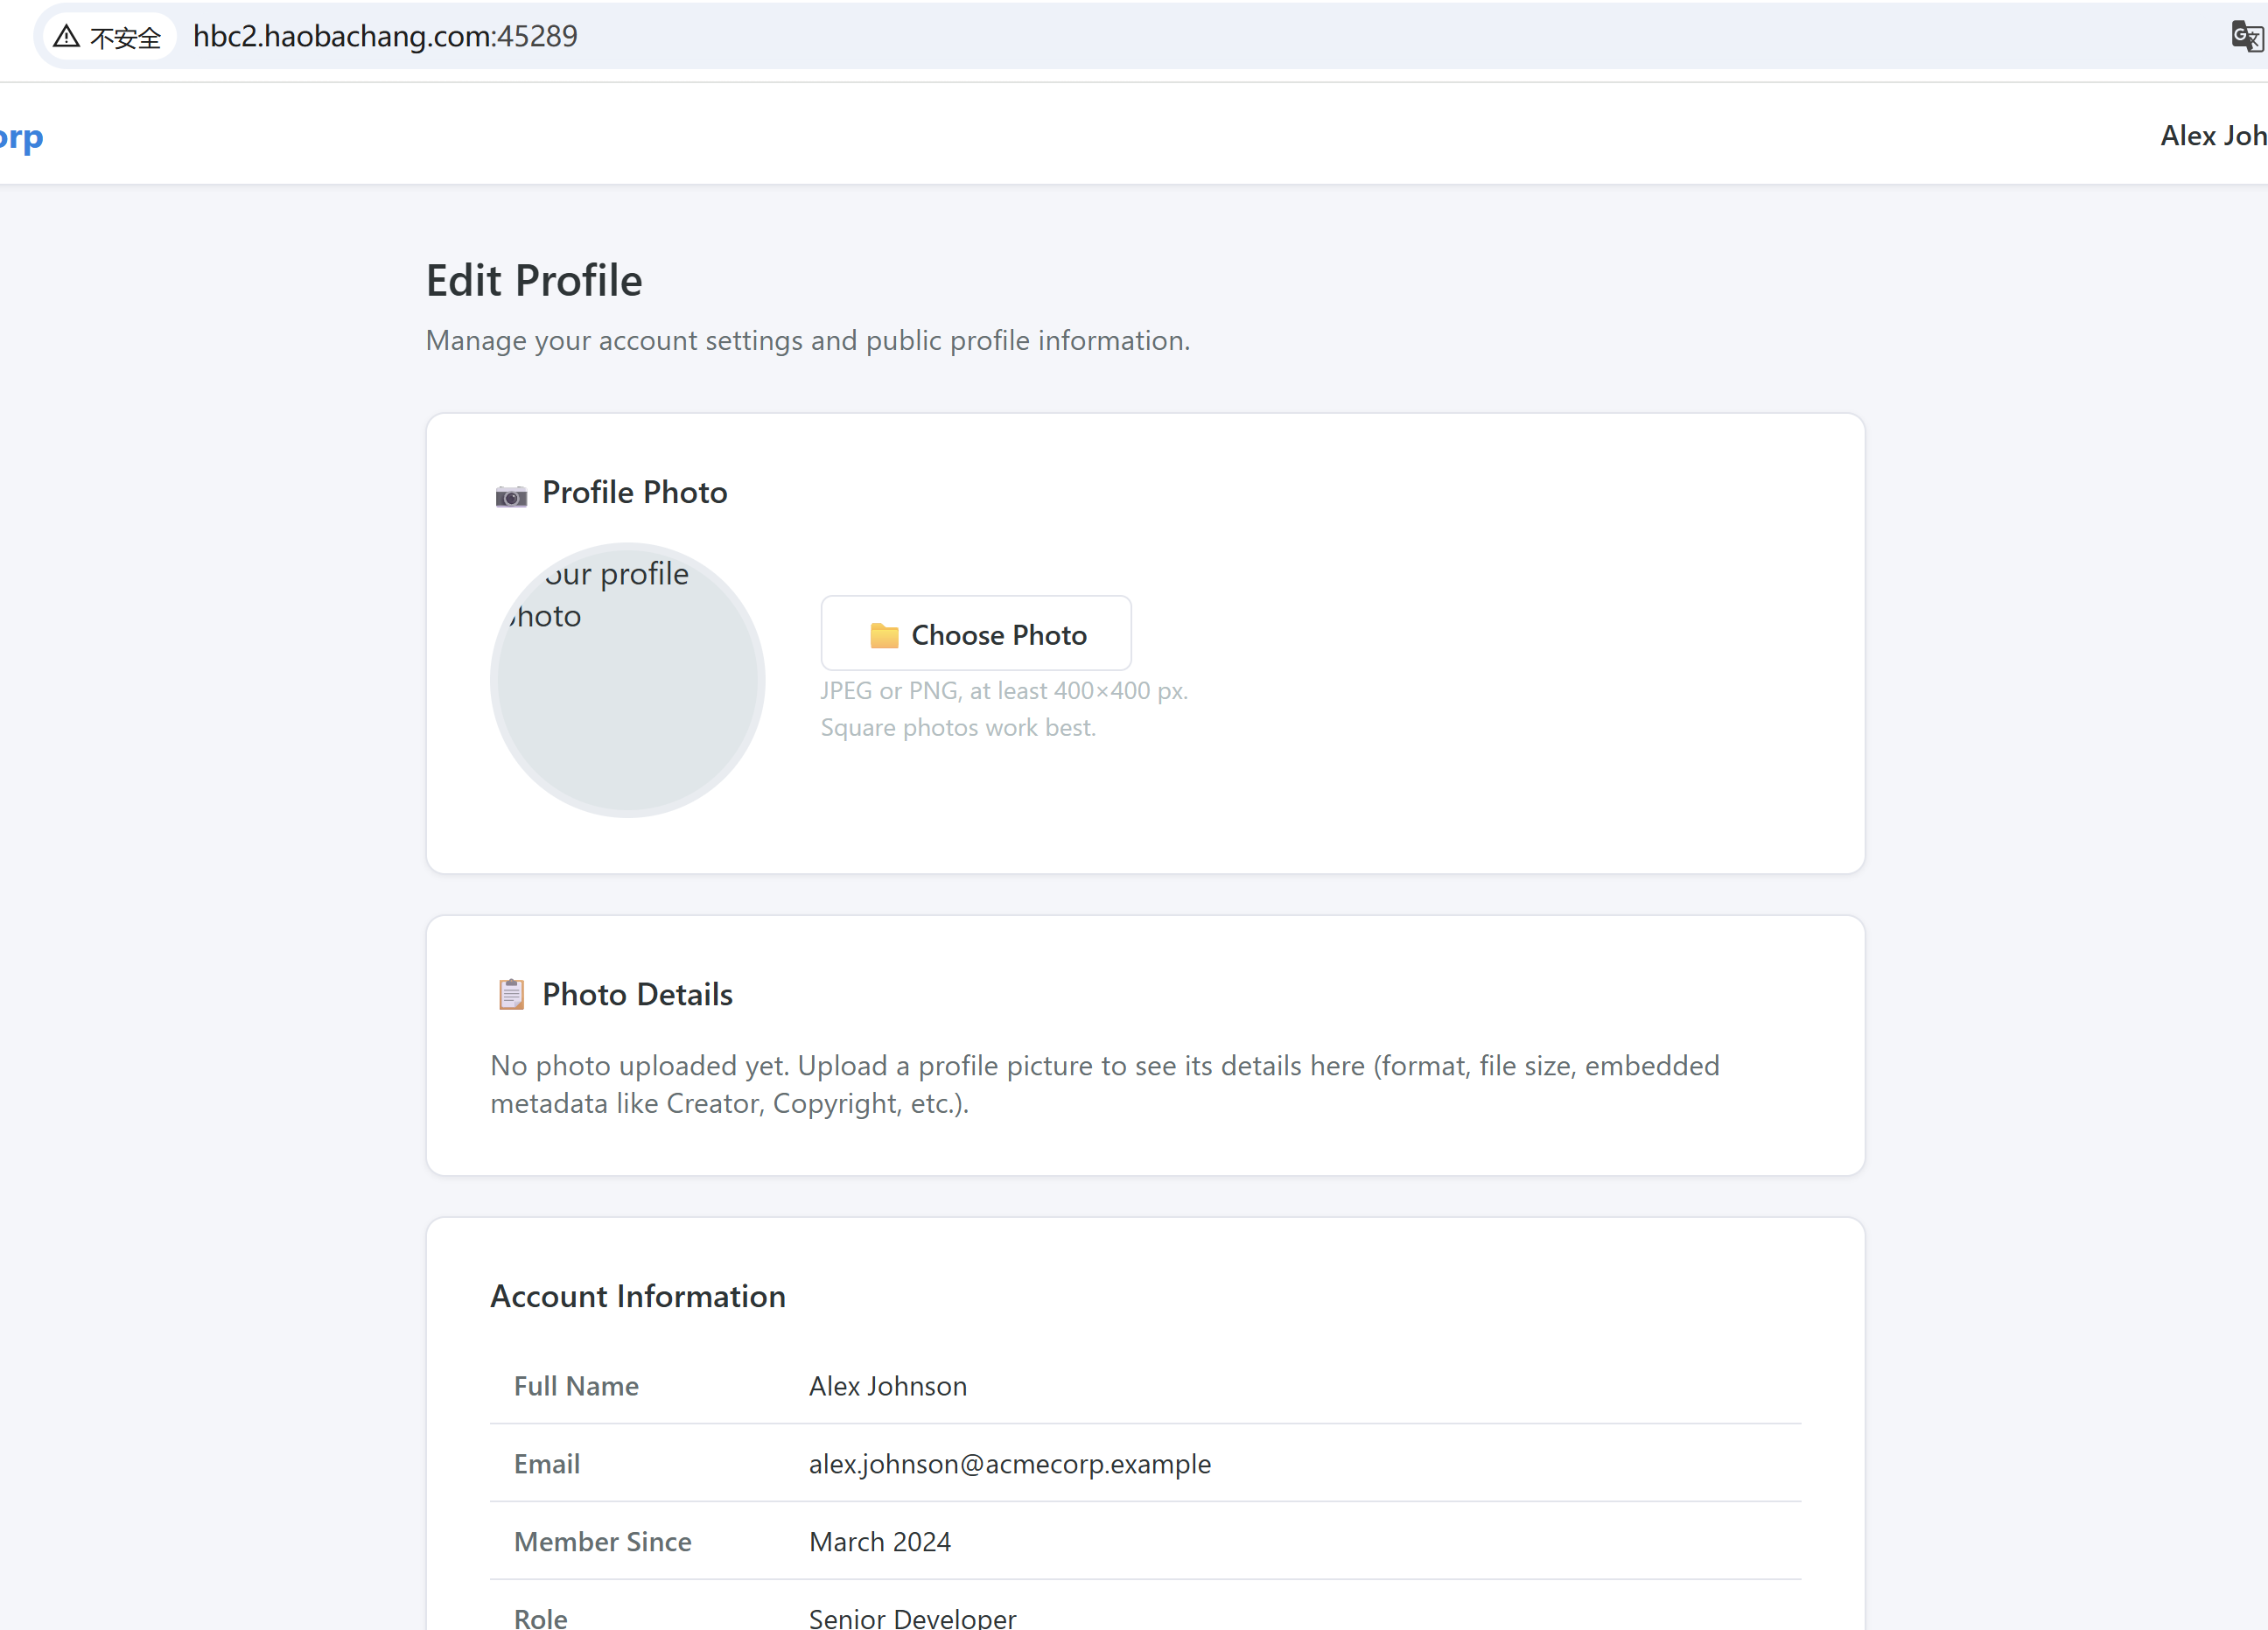 不安全 hbc2.haobachang.com:45289
orp
Alex Joh
Edit Profile
Manage your account settings and public profile information.
Profile Photo
our profile
photo
Choose Photo
JPEG or PNG, at least 400×400 px.
Square photos work best.
Photo Details
No photo uploaded yet. Upload a profile picture to see its details here (format, file size, embedded
metadata like Creator, Copyright, etc.).
Account Information
Full Name Alex Johnson
Email alex.johnson@acmecorp.example
Member Since March 2024
Role Senior Developer